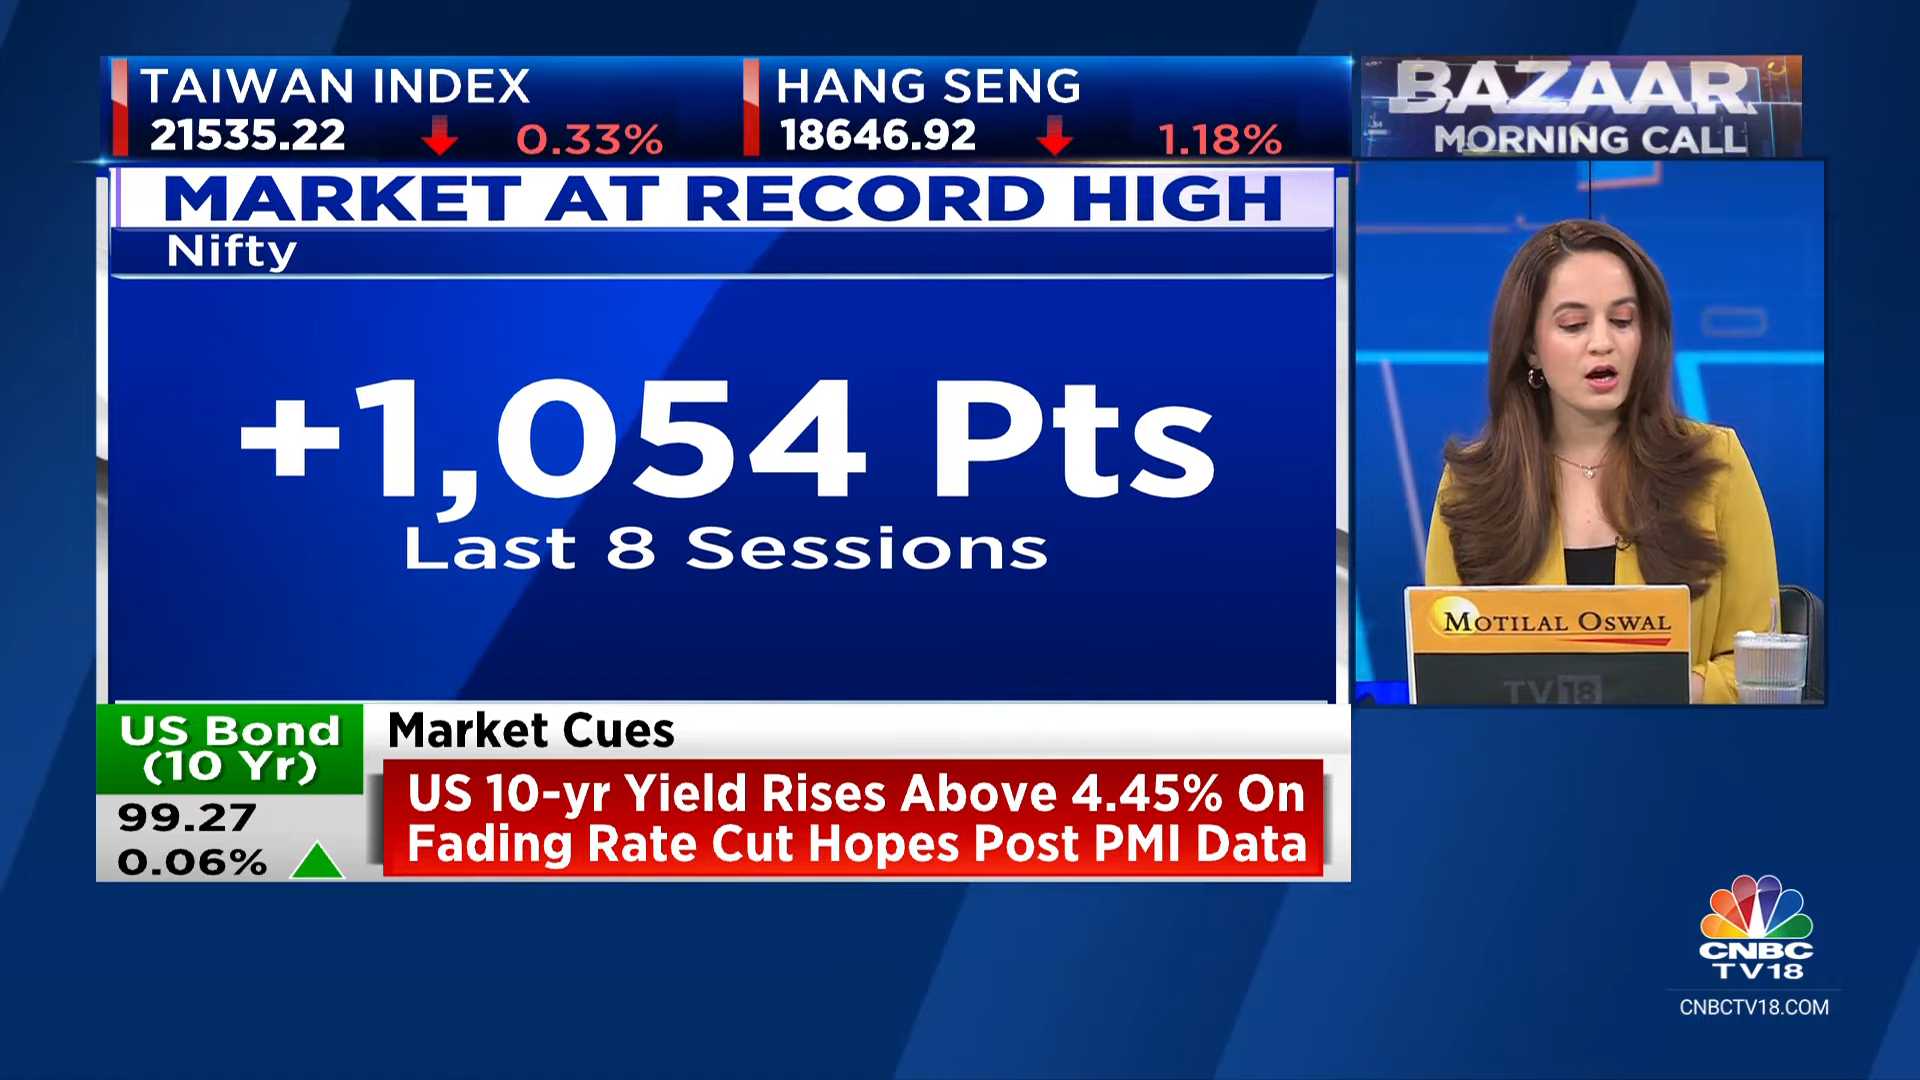 TAIWAN INDEX
21535.22 0.33%
HANG SENG
18646.92 1.18%
BAZAAR
MORNING CALL
MARKET AT RECORD HIGH
Nifty
+1,054 Pts
Last 8 Sessions
MOTILAL OSWAL
TV18
US Bond
(10 Yr)
99.27
0.06%
Market Cues
US 10-yr Yield Rises Above 4.45% On
Fading Rate Cut Hopes Post PMI Data
CNBC
TV18
CNBCTV18.COM